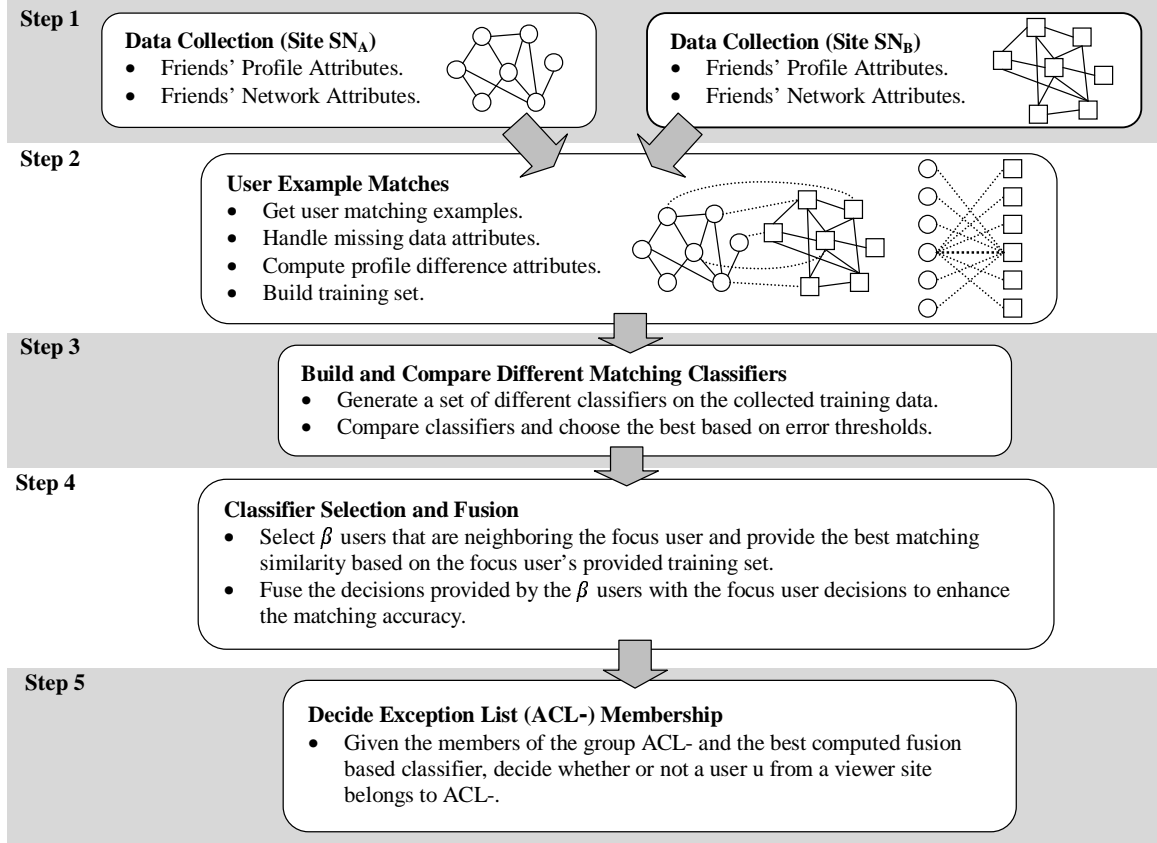 Step 1
Data Collection (Site SN_A)
• Friends' Profile Attributes.
• Friends' Network Attributes.
Data Collection (Site SN_B)
• Friends' Profile Attributes.
• Friends' Network Attributes.
Step 2
User Example Matches
• Get user matching examples.
• Handle missing data attributes.
• Compute profile difference attributes.
• Build training set.
Step 3
Build and Compare Different Matching Classifiers
• Generate a set of different classifiers on the collected training data.
• Compare classifiers and choose the best based on error thresholds.
Step 4
Classifier Selection and Fusion
• Select β users that are neighboring the focus user and provide the best matching
similarity based on the focus user's provided training set.
• Fuse the decisions provided by the β users with the focus user decisions to enhance
the matching accuracy.
Step 5
Decide Exception List (ACL-) Membership
• Given the members of the group ACL- and the best computed fusion
based classifier, decide whether or not a user u from a viewer site
belongs to ACL-.